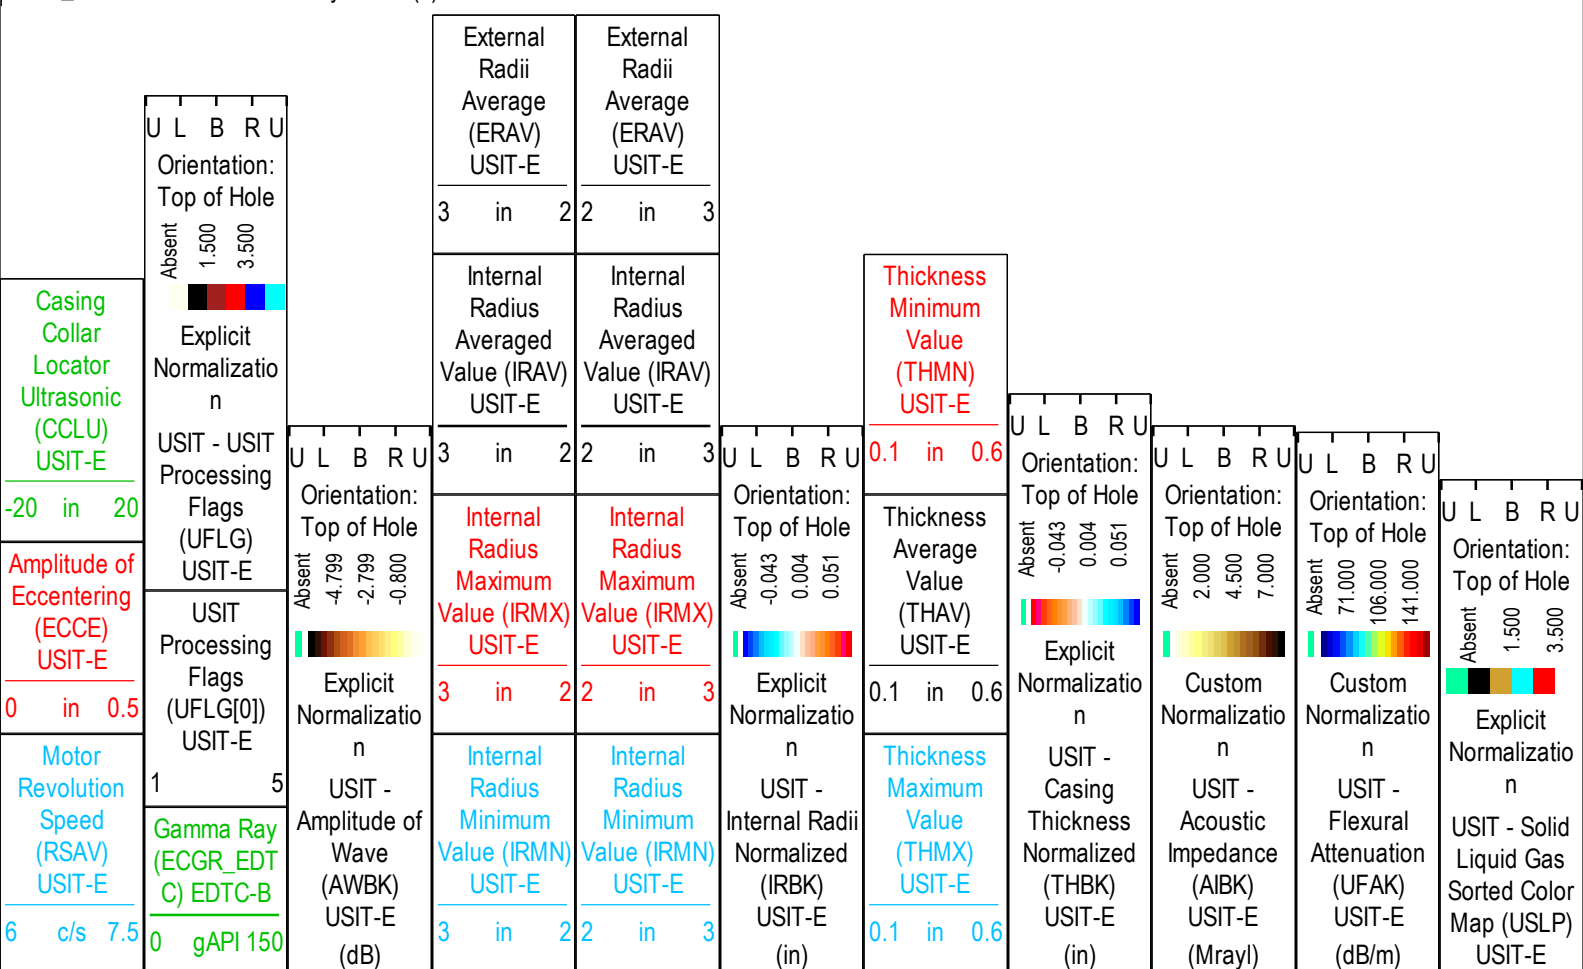 Casing
Collar
Locator
Ultrasonic
(CCLU)
USIT-E
-20 in 20
Amplitude of
Eccentering
(ECCE)
USIT-E
0 in 0.5
Motor
Revolution
Speed
(RSAV)
USIT-E
6 c/s 7.5
U L B R U
Orientation:
Top of Hole
Absent
1.500
3.500
Explicit
Normalizatio
n
USIT - USIT
Processing
Flags
(UFLG)
USIT-E
USIT
Processing
Flags
(UFLG[0])
USIT-E
1 5
Gamma Ray
(ECGR_EDT
C) EDTC-B
0 gAPI 150
U L B R U
Orientation:
Top of Hole
Absent
-4.799
-2.799
-0.800
Explicit
Normalizatio
n
USIT -
Amplitude of
Wave
(AWBK)
USIT-E
(dB)
External
Radii
Average
(ERAV)
USIT-E
3 in 2
Internal
Radius
Averaged
Value (IRAV)
USIT-E
3 in 2
Internal
Radius
Maximum
Value (IRMX)
USIT-E
3 in 2
Internal
Radius
Minimum
Value (IRMN)
USIT-E
3 in 2
External
Radii
Average
(ERAV)
USIT-E
2 in 3
Internal
Radius
Averaged
Value (IRAV)
USIT-E
2 in 3
Internal
Radius
Maximum
Value (IRMX)
USIT-E
2 in 3
Internal
Radius
Minimum
Value (IRMN)
USIT-E
2 in 3
U L B R U
Orientation:
Top of Hole
Absent
-0.043
0.004
0.051
Explicit
Normalizatio
n
USIT -
Internal Radii
Normalized
(IRBK)
USIT-E
(in)
Thickness
Minimum
Value
(THMN)
USIT-E
0.1 in 0.6
Thickness
Average
Value
(THAV)
USIT-E
0.1 in 0.6
Thickness
Maximum
Value
(THMX)
USIT-E
0.1 in 0.6
U L B R U
Orientation:
Top of Hole
Absent
-0.043
0.004
0.051
Explicit
Normalizatio
n
USIT -
Casing
Thickness
Normalized
(THBK)
USIT-E
(in)
U L B R U
Orientation:
Top of Hole
Absent
2.000
4.500
7.000
Custom
Normalizatio
n
USIT -
Acoustic
Impedance
(AIBK)
USIT-E
(Mrayl)
U L B R U
Orientation:
Top of Hole
Absent
71.000
106.000
141.000
Custom
Normalizatio
n
USIT -
Flexural
Attenuation
(UFAK)
USIT-E
(dB/m)
U L B R U
Orientation:
Top of Hole
Absent
1.500
3.500
Explicit
Normalizatio
n
USIT - Solid
Liquid Gas
Sorted Color
Map (USLP)
USIT-E